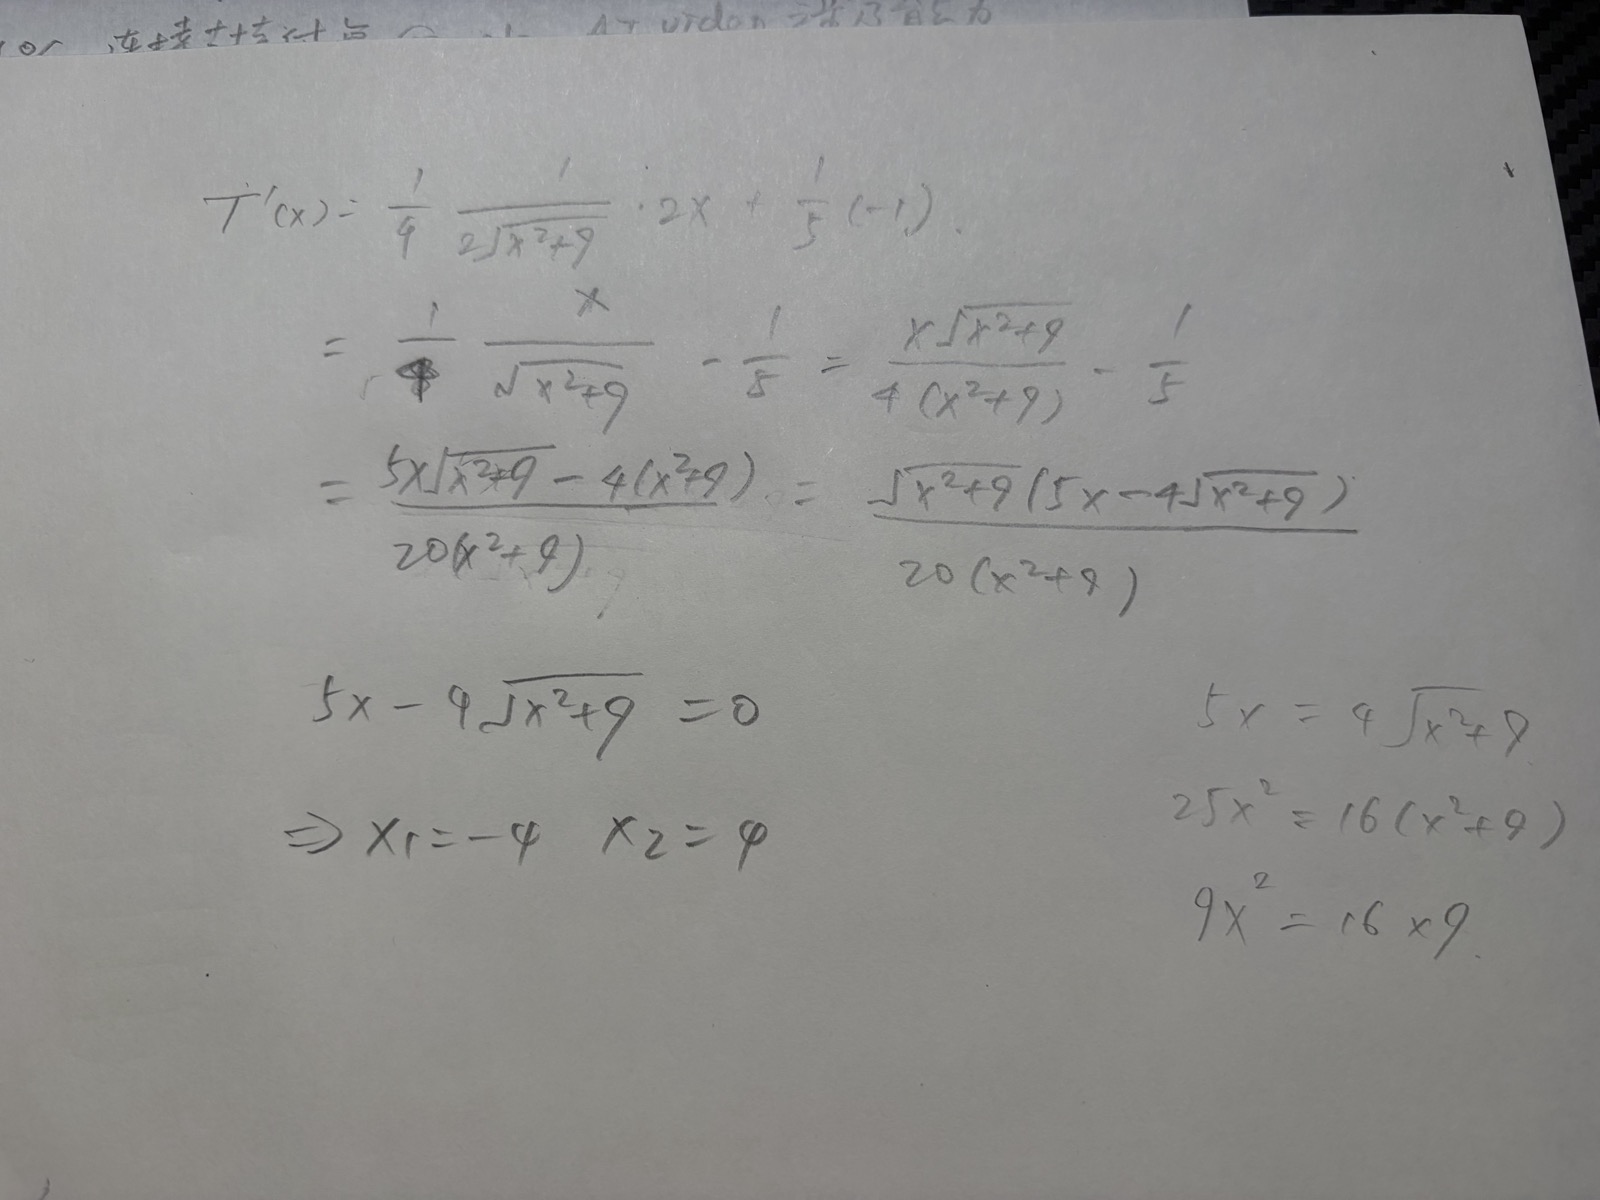 T'(x) = 1/4 1/(2√(x²+9)) · 2x + 1/5 (-1).
= 1/4 x/√(x²+9) - 1/5 = x√(x²+9)/(4(x²+9)) - 1/5
= (5x√(x²+9) - 4(x²+9))/(20(x²+9)) = √(x²+9)(5x-4√(x²+9))/(20(x²+9))
5x - 4√(x²+9) = 0
⇒ x₁ = -4 x₂ = 4
5x = 4√(x²+9)
25x² = 16(x²+9)
9x² = 16 × 9.